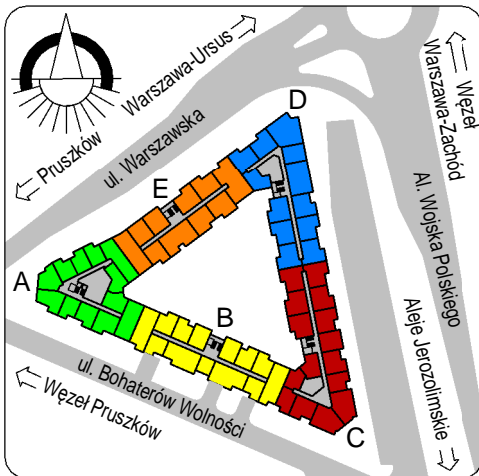 Warszawa-Ursus
Pruszków
ul. Warszawska
Węzeł
Warszawa-Zachód
Al. Wojska Polskiego
Aleje Jerozolimskie
D
E
A
B
C
ul. Bohaterów Wolności
Węzeł Pruszków